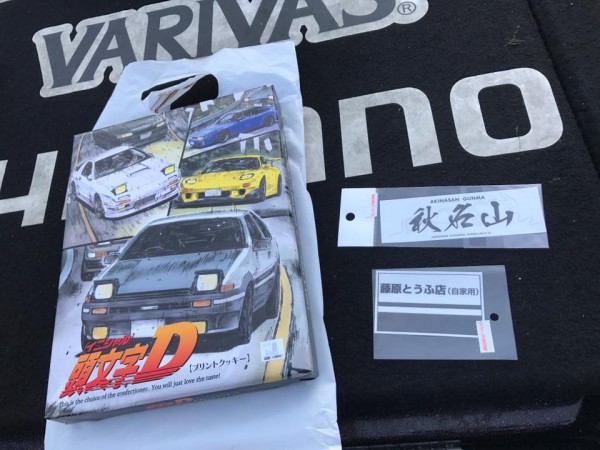 VARIVAS®
mano
イニシャル
頭文字D
【プリントクッキー】
This is the choice of the confectioner. You will just love the taste!
AKINASAN GUNMA
秋名山
藤原とうふ店(自家用)